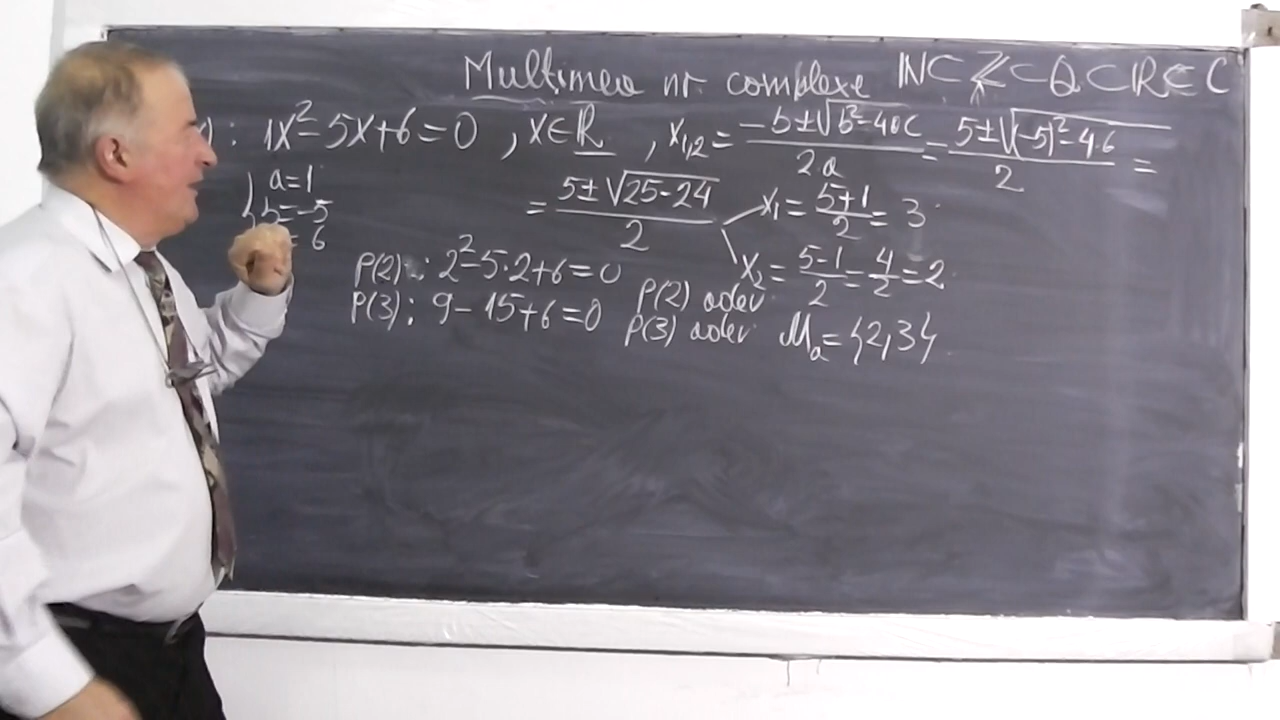 Multimea nr complexe ℕ⊂ℤ⊂ℚ⊂ℝ⊂ℂ
: 1x²-5x+6=0 , x∈ℝ , x₁,₂= (-b±√(b²-4ac))/(2a) = (5±√((-5)²-4·6))/2 =
a=1
b=-5
= 6
= (5±√(25-24))/2
x₁= (5+1)/2 = 3
x₂= (5-1)/2 = 4/2 =2
p(2) : 2²-5·2+6=0
p(3): 9-15+6=0
p(2) adev
p(3) adev
Mₐ={2,3}